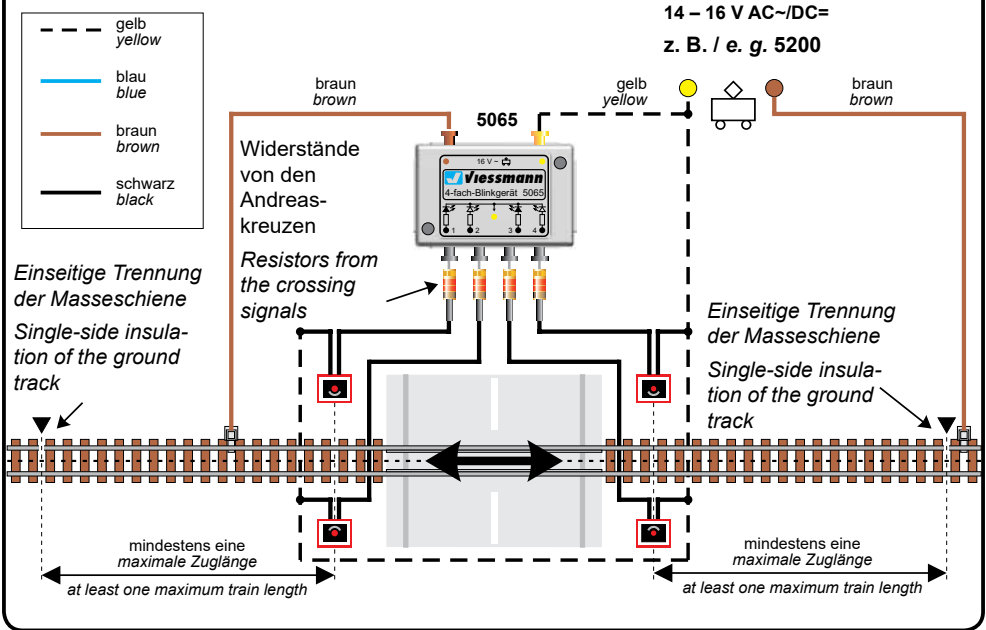 gelb
yellow
blau
blue
braun
brown
schwarz
black
14 – 16 V AC~/DC=
z. B. / e. g. 5200
braun
brown
gelb
yellow
braun
brown
5065
16 V ~
Viessmann
4-fach-Blinkgerät 5065
1 2 3 4
Widerstände
von den
Andreas-
kreuzen
Resistors from
the crossing
signals
Einseitige Trennung
der Masseschiene
Single-side insula-
tion of the ground
track
Einseitige Trennung
der Masseschiene
Single-side insula-
tion of the ground
track
mindestens eine
maximale Zuglänge
at least one maximum train length
mindestens eine
maximale Zuglänge
at least one maximum train length